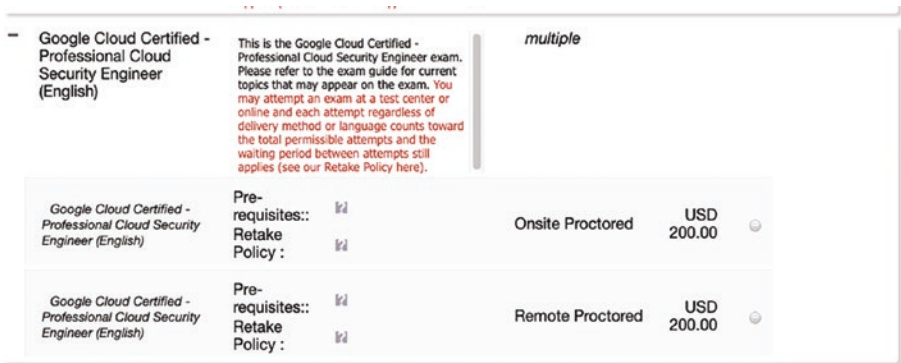 Google Cloud Certified -
Professional Cloud
Security Engineer
(English)
This is the Google Cloud Certified -
Professional Cloud Security Engineer exam.
Please refer to the exam guide for current
topics that may appear on the exam. You
may attempt an exam at a test center or
online and each attempt regardless of
delivery method or language counts toward
the total permissible attempts and the
waiting period between attempts still
applies (see our Retake Policy here).
multiple
Google Cloud Certified -
Professional Cloud Security
Engineer (English)
Pre-
requisites::
Retake
Policy :
Onsite Proctored
USD
200.00
Google Cloud Certified -
Professional Cloud Security
Engineer (English)
Pre-
requisites::
Retake
Policy :
Remote Proctored
USD
200.00